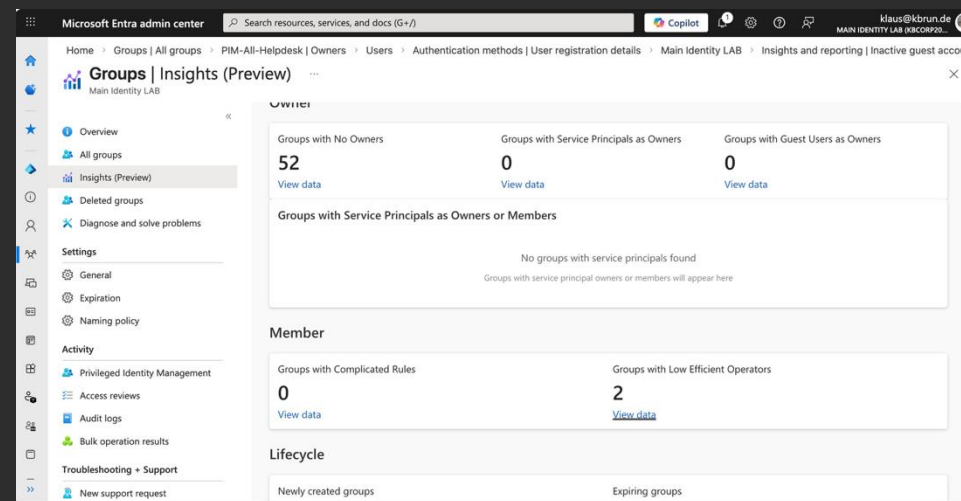 Microsoft Entra admin center
Search resources, services, and docs (G+/)
Copilot
1
klaus@kbrun.de
MAIN IDENTITY LAB (KBCORP20...
Home > Groups | All groups > PIM-All-Helpdesk | Owners > Users > Authentication methods | User registration details > Main Identity LAB > Insights and reporting | Inactive guest accou
Groups | Insights (Preview) ...
Main Identity LAB
Overview
All groups
Insights (Preview)
Deleted groups
Diagnose and solve problems
Settings
General
Expiration
Naming policy
Activity
Privileged Identity Management
Access reviews
Audit logs
Bulk operation results
Troubleshooting + Support
New support request
Owner
Groups with No Owners
52
View data
Groups with Service Principals as Owners
0
View data
Groups with Guest Users as Owners
0
View data
Groups with Service Principals as Owners or Members
No groups with service principals found
Groups with service principal owners or members will appear here
Member
Groups with Complicated Rules
0
View data
Groups with Low Efficient Operators
2
View data
Lifecycle
Newly created groups
Expiring groups